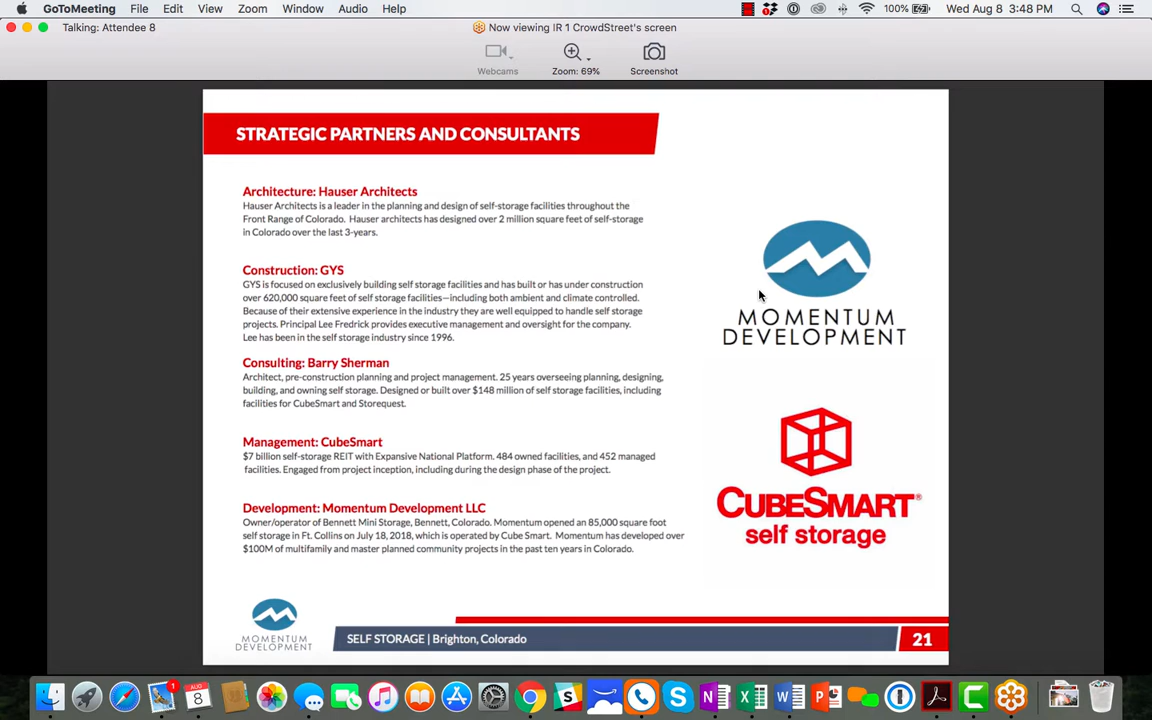 GoToMeeting File Edit View Zoom Window Audio Help 100% Wed Aug 8 3:48 PM
Talking: Attendee 8
Now viewing IR 1 CrowdStreet's screen
Webcams
Zoom: 69%
Screenshot
STRATEGIC PARTNERS AND CONSULTANTS
Architecture: Hauser Architects
Hauser Architects is a leader in the planning and design of self-storage facilities throughout the
Front Range of Colorado. Hauser architects has designed over 2 million square feet of self-storage
in Colorado over the last 3-years.
Construction: GYS
GYS is focused on exclusively building self storage facilities and has built or has under construction
over 620,000 square feet of self storage facilities—including both ambient and climate controlled.
Because of their extensive experience in the industry they are well equipped to handle self storage
projects. Principal Lee Fredrick provides executive management and oversight for the company.
Lee has been in the self storage industry since 1996.
Consulting: Barry Sherman
Architect, pre-construction planning and project management. 25 years overseeing planning, designing,
building, and owning self storage. Designed or built over $148 million of self storage facilities, including
facilities for CubeSmart and Storequest.
Management: CubeSmart
$7 billion self-storage REIT with Expansive National Platform. 484 owned facilities, and 452 managed
facilities. Engaged from project inception, including during the design phase of the project.
Development: Momentum Development LLC
Owner/operator of Bennett Mini Storage, Bennett, Colorado. Momentum opened an 85,000 square foot
self storage in Ft. Collins on July 18, 2018, which is operated by Cube Smart. Momentum has developed over
$100M of multifamily and master planned community projects in the past ten years in Colorado.
MOMENTUM
DEVELOPMENT
CUBESMART®
self storage
MOMENTUM
DEVELOPMENT
SELF STORAGE | Brighton, Colorado
21
1
AUG
8